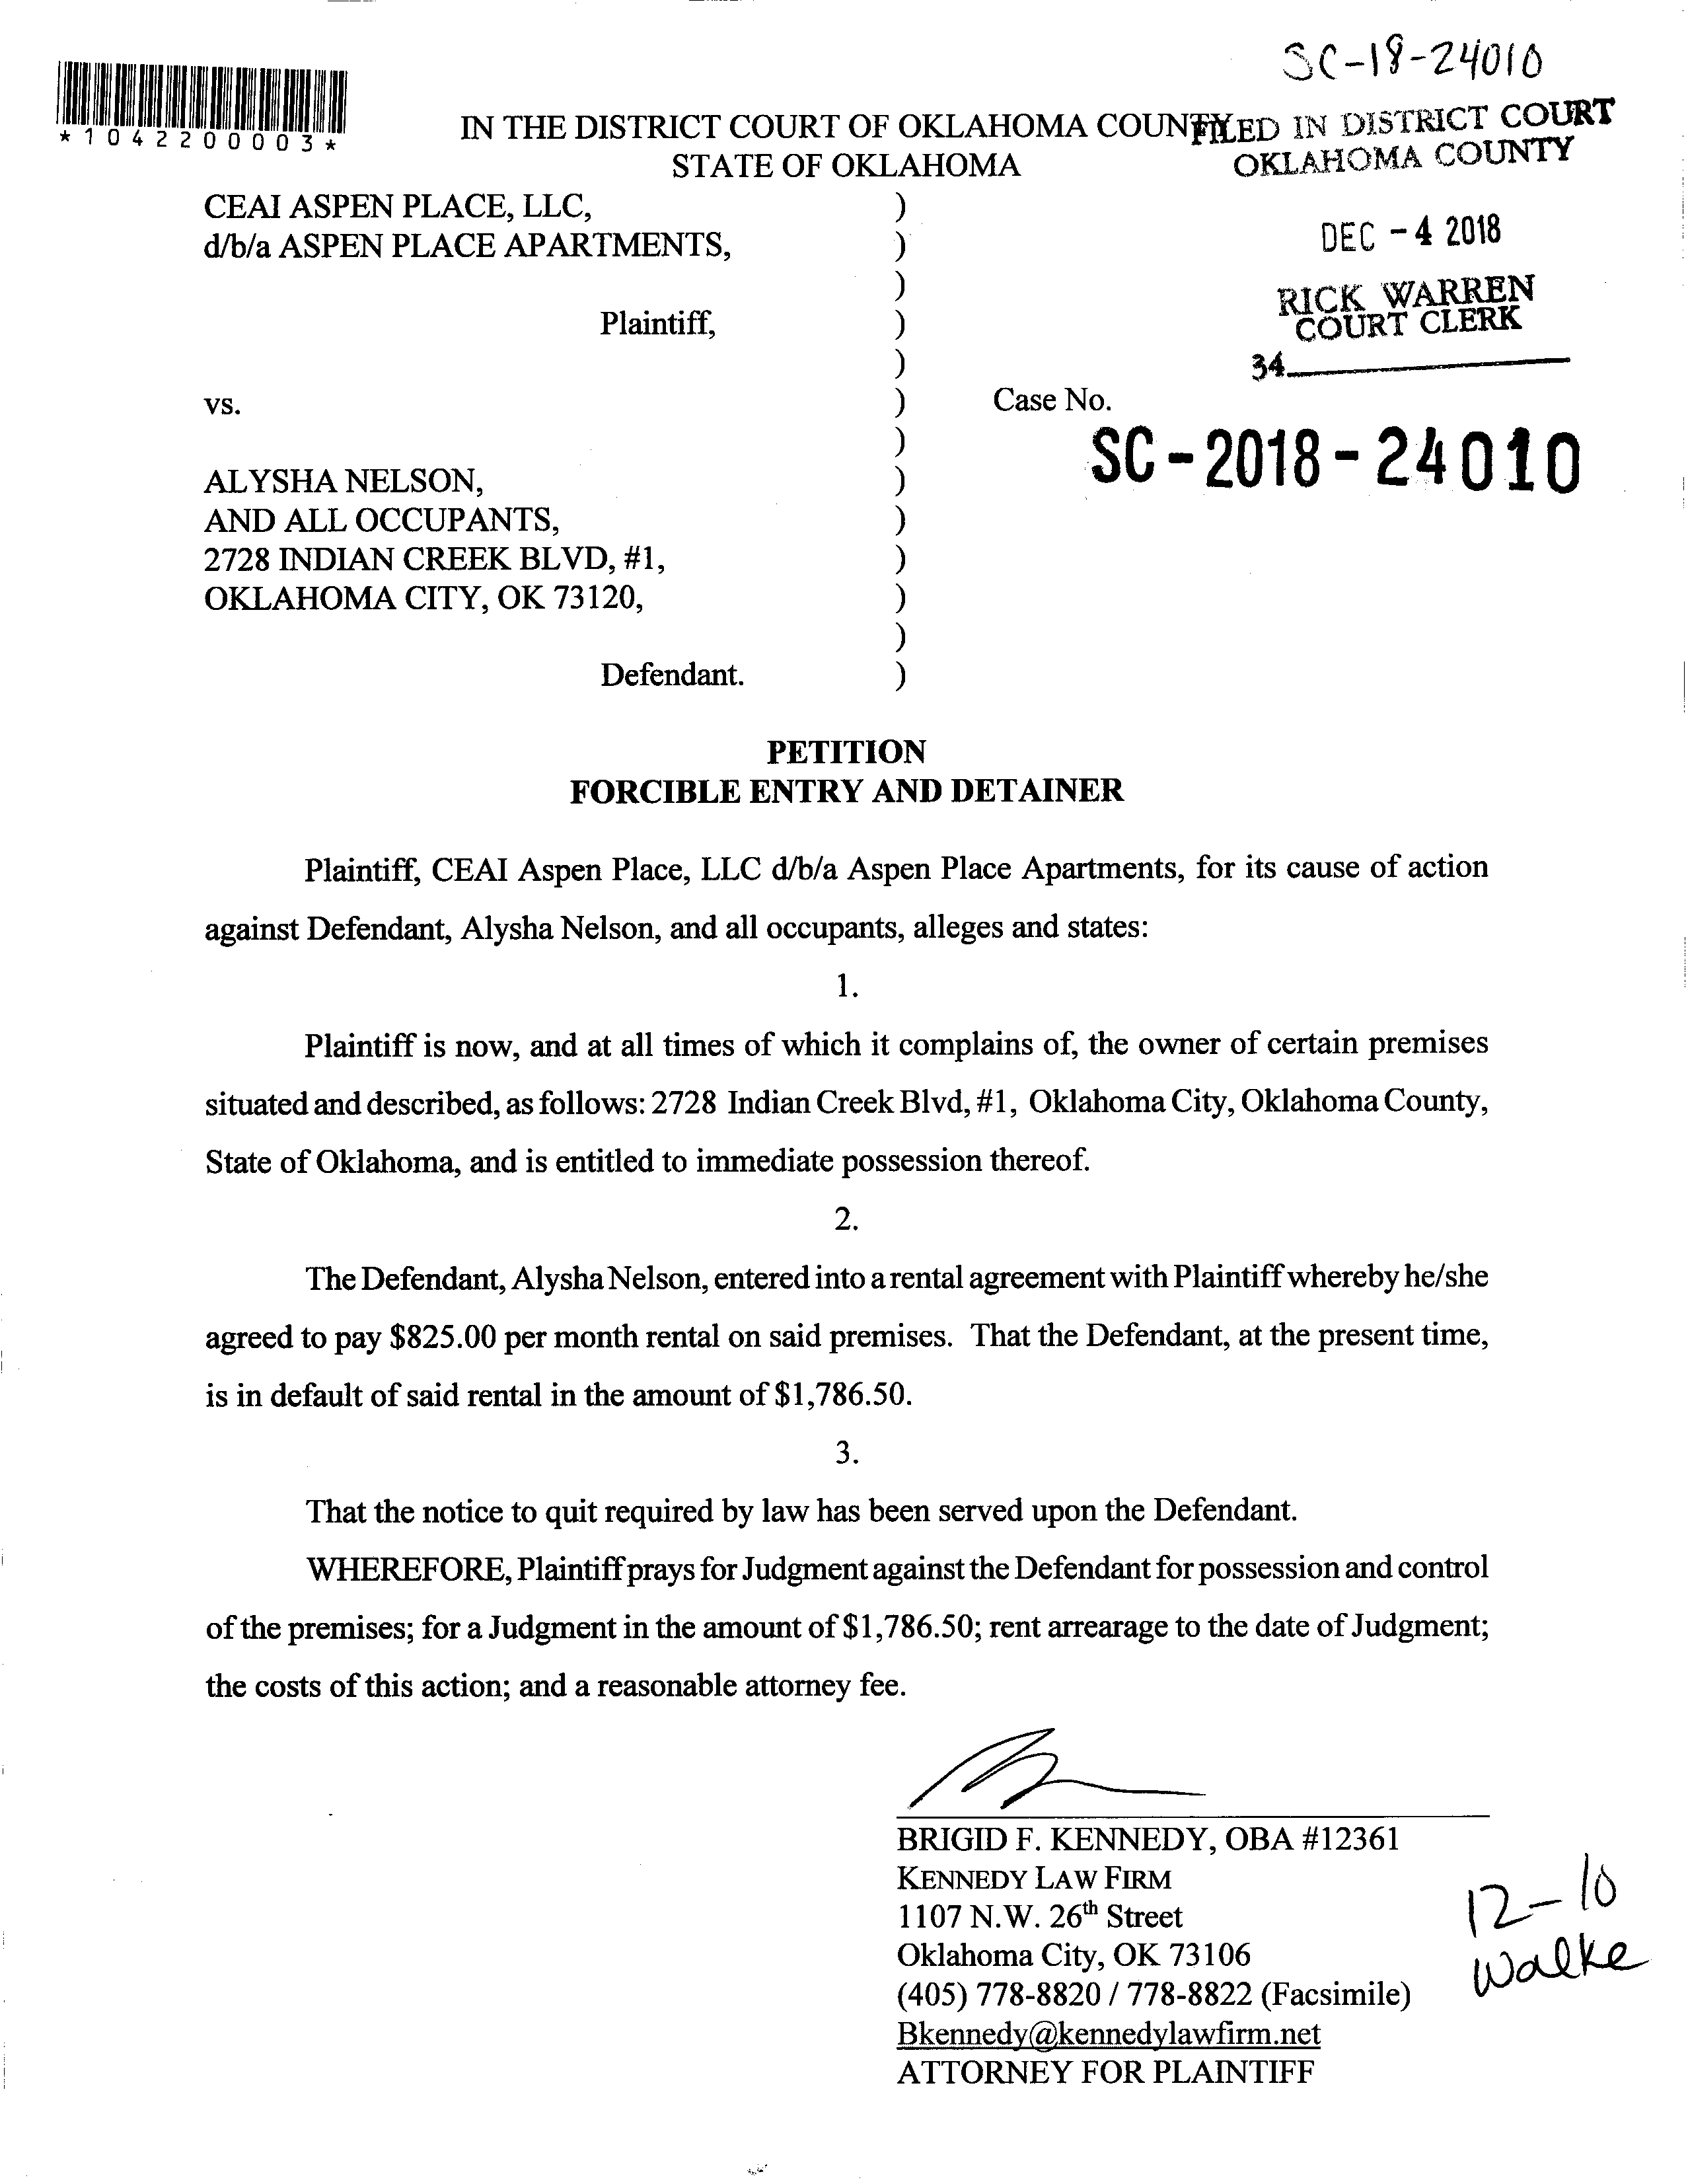 SC-18-24010
*1042200003*
IN THE DISTRICT COURT OF OKLAHOMA COUNTY
STATE OF OKLAHOMA
FILED IN DISTRICT COURT
OKLAHOMA COUNTY
DEC - 4 2018
RICK WARREN
COURT CLERK
34
CEAI ASPEN PLACE, LLC, )
d/b/a ASPEN PLACE APARTMENTS, )
)
Plaintiff, )
)
vs. ) Case No.
) SC-2018-24010
ALYSHA NELSON, )
AND ALL OCCUPANTS, )
2728 INDIAN CREEK BLVD, #1, )
OKLAHOMA CITY, OK 73120, )
)
Defendant. )
PETITION
FORCIBLE ENTRY AND DETAINER
Plaintiff, CEAI Aspen Place, LLC d/b/a Aspen Place Apartments, for its cause of action
against Defendant, Alysha Nelson, and all occupants, alleges and states:
1.
Plaintiff is now, and at all times of which it complains of, the owner of certain premises
situated and described, as follows: 2728 Indian Creek Blvd, #1, Oklahoma City, Oklahoma County,
State of Oklahoma, and is entitled to immediate possession thereof.
2.
The Defendant, Alysha Nelson, entered into a rental agreement with Plaintiff whereby he/she
agreed to pay $825.00 per month rental on said premises. That the Defendant, at the present time,
is in default of said rental in the amount of $1,786.50.
3.
That the notice to quit required by law has been served upon the Defendant.
WHEREFORE, Plaintiff prays for Judgment against the Defendant for possession and control
of the premises; for a Judgment in the amount of $1,786.50; rent arrearage to the date of Judgment;
the costs of this action; and a reasonable attorney fee.
BRIGID F. KENNEDY, OBA #12361
KENNEDY LAW FIRM
1107 N.W. 26th Street
Oklahoma City, OK 73106
(405) 778-8820 / 778-8822 (Facsimile)
Bkennedy@kennedylawfirm.net
ATTORNEY FOR PLAINTIFF
12-10
Walke